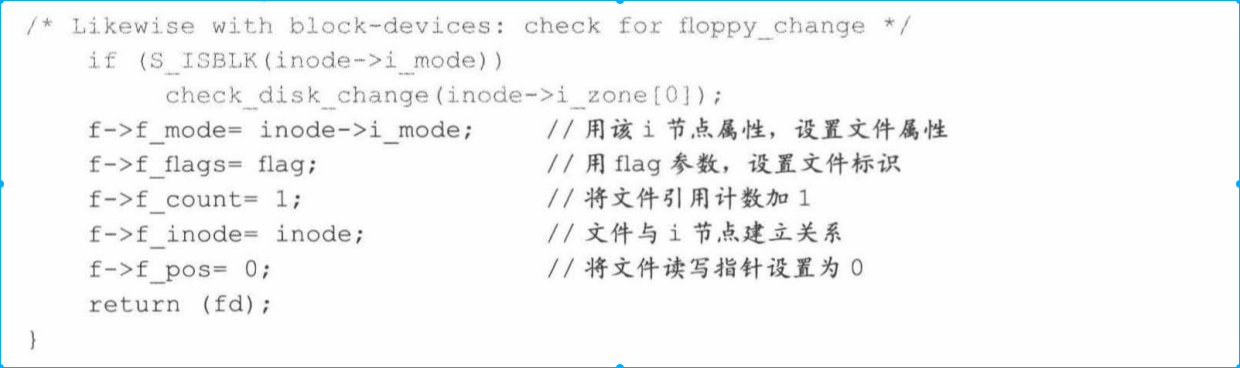 /* Likewise with block-devices: check for floppy_change */
if (S_ISBLK(inode->i_mode))
check_disk_change(inode->i_zone[0]);
f->f_mode= inode->i_mode; // 用该 i 节点属性，设置文件属性
f->f_flags= flag; // 用 flag 参数，设置文件标识
f->f_count= 1; // 将文件引用计数加 1
f->f_inode= inode; // 文件与 i 节点建立关系
f->f_pos= 0; // 将文件读写指针设置为 0
return (fd);
}